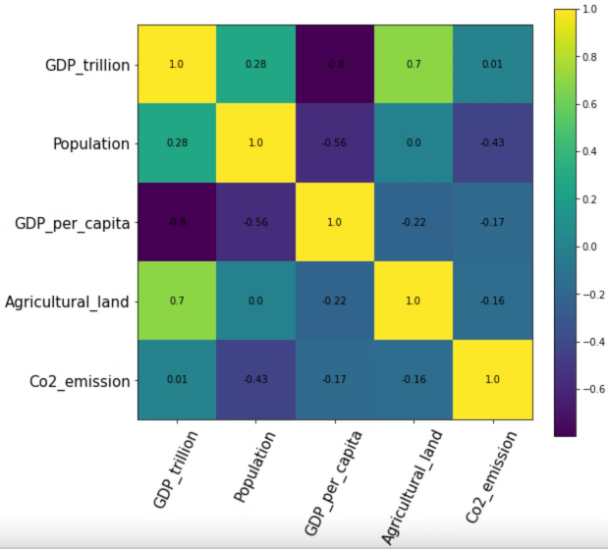 GDP_trillion 1.0 0.28 -0.8 0.7 0.01
Population 0.28 1.0 -0.56 0.0 -0.43
GDP_per_capita -0.8 -0.56 1.0 -0.22 -0.17
Agricultural_land 0.7 0.0 -0.22 1.0 -0.16
Co2_emission 0.01 -0.43 -0.17 -0.16 1.0
GDP_trillion Population GDP_per_capita Agricultural_land Co2_emission
1.0
0.8
0.6
0.4
0.2
0.0
−0.2
−0.4
−0.6